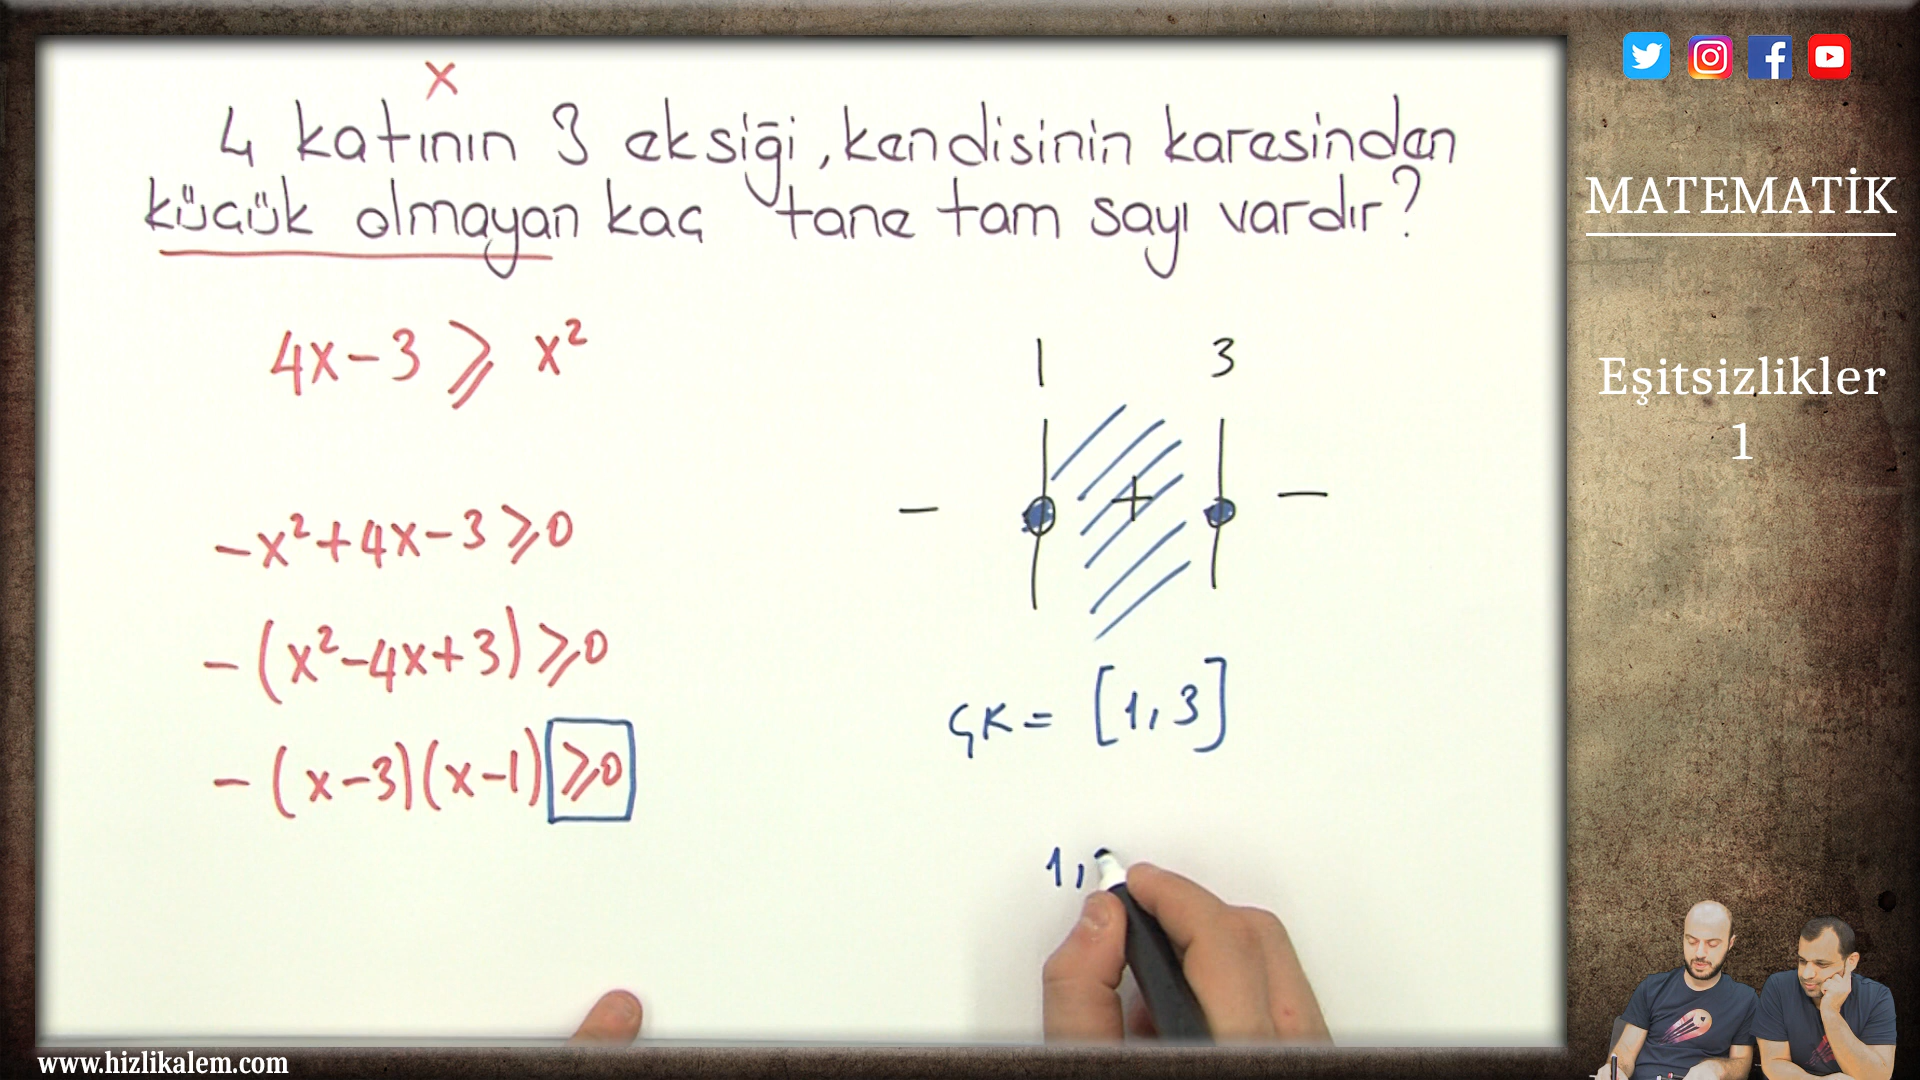 x
4 katının 3 eksiği, kendisinin karesinden
küçük olmayan kaç tane tam sayı vardır?
4x-3 ⩾ x²
-x²+4x-3 ⩾0
-(x²-4x+3) ⩾0
-(x-3)(x-1) ⩾0
1 3
- + -
ÇK = [1,3]
1,
MATEMATİK
Eşitsizlikler
1
www.hizlikalem.com